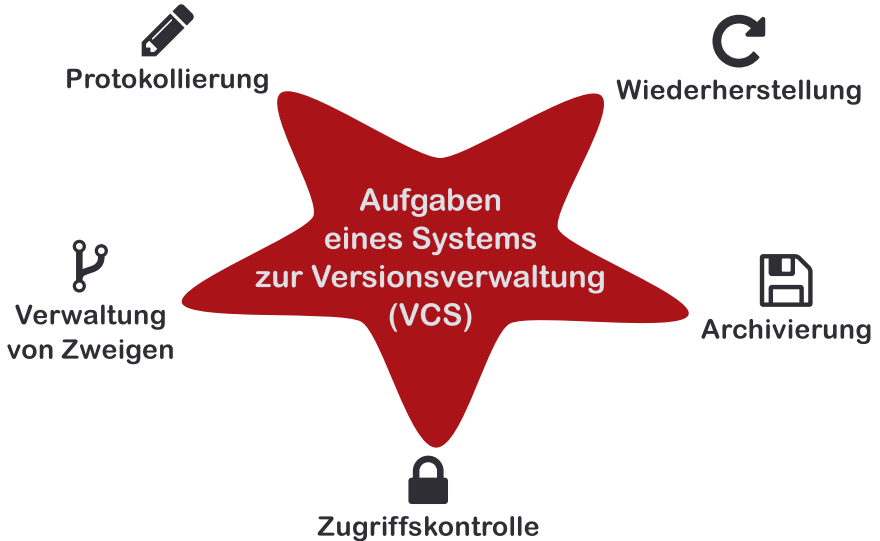 Protokollierung
Wiederherstellung
Aufgaben
eines Systems
zur Versionsverwaltung
(VCS)
Verwaltung
von Zweigen
Archivierung
Zugriffskontrolle